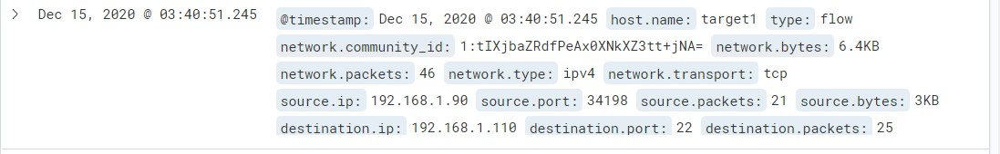 Dec 15, 2020 @ 03:40:51.245 @timestamp: Dec 15, 2020 @ 03:40:51.245 host.name: target1 type: flow
network.community_id: 1:tIXjbaZRdfPeAx0XNkXZ3tt+jNA= network.bytes: 6.4KB
network.packets: 46 network.type: ipv4 network.transport: tcp
source.ip: 192.168.1.90 source.port: 34198 source.packets: 21 source.bytes: 3KB
destination.ip: 192.168.1.110 destination.port: 22 destination.packets: 25